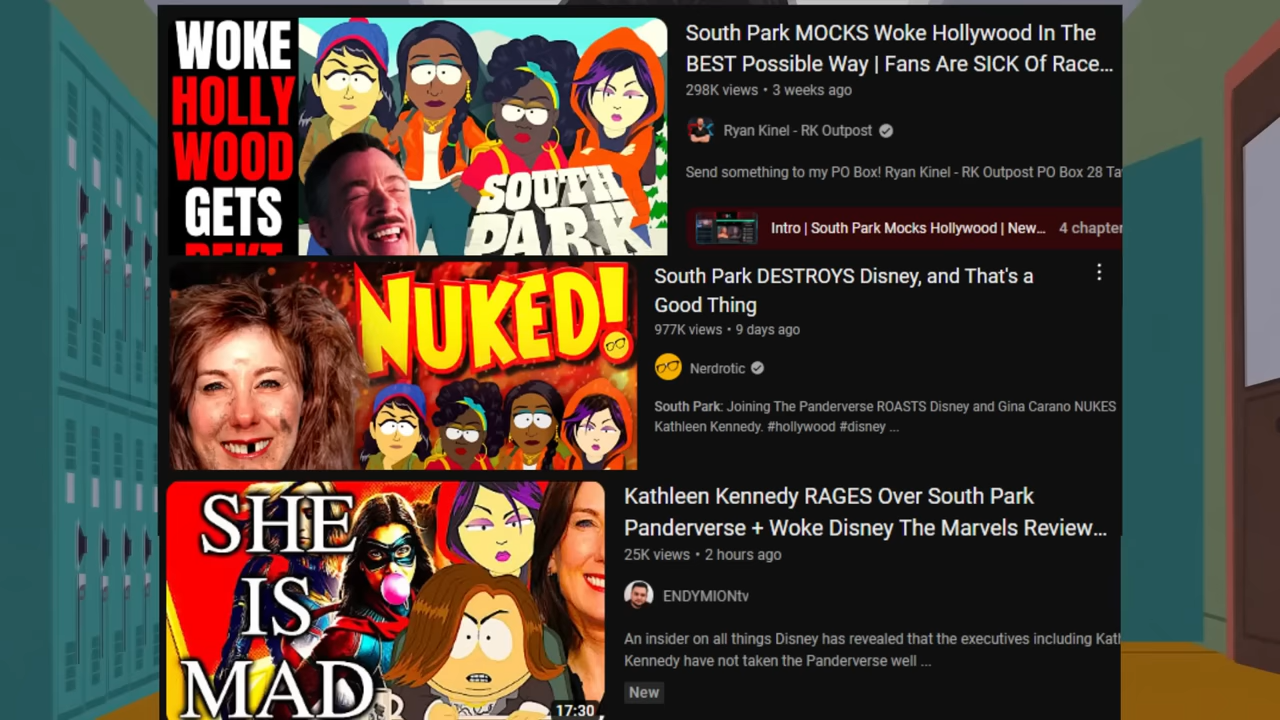 WOKE
HOLLY
WOOD
GETS
REKT
SOUTH
PARK
South Park MOCKS Woke Hollywood In The
BEST Possible Way | Fans Are SICK Of Race...
298K views • 3 weeks ago
Ryan Kinel - RK Outpost
Send something to my PO Box! Ryan Kinel - RK Outpost PO Box 28 Ta
Intro | South Park Mocks Hollywood | New... 4 chapter
NUKED!
South Park DESTROYS Disney, and That's a
Good Thing
977K views • 9 days ago
Nerdrotic
South Park: Joining The Panderverse ROASTS Disney and Gina Carano NUKES
Kathleen Kennedy. #hollywood #disney ...
SHE
IS
MAD
17:30
Kathleen Kennedy RAGES Over South Park
Panderverse + Woke Disney The Marvels Review...
25K views • 2 hours ago
ENDYMIONtv
An insider on all things Disney has revealed that the executives including Kath
Kennedy have not taken the Panderverse well ...
New